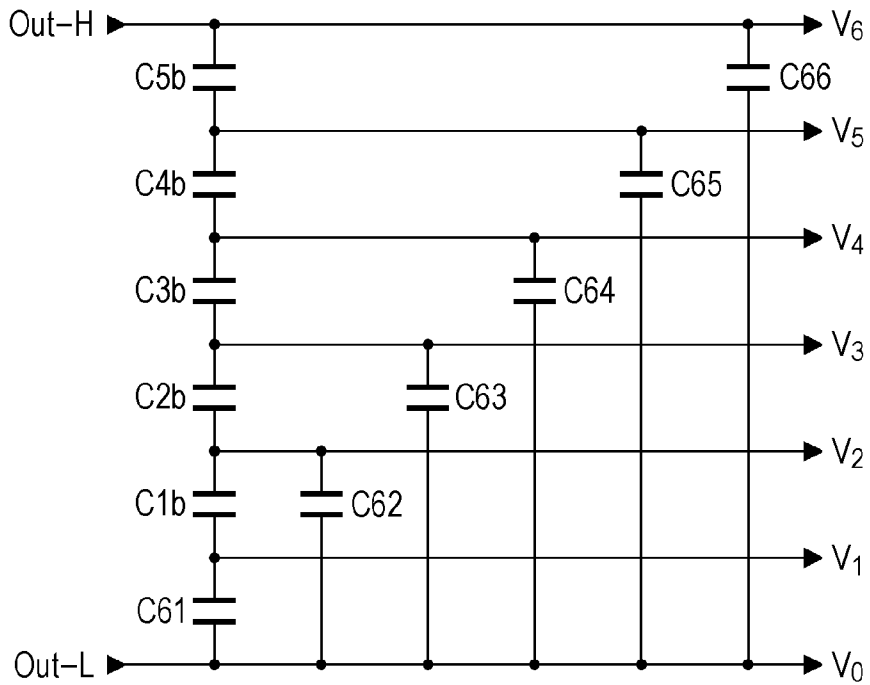 Out–H V6
C5b C66
V5
C4b C65
V4
C3b C64
V3
C2b C63
V2
C1b C62
V1
C61
Out–L V0